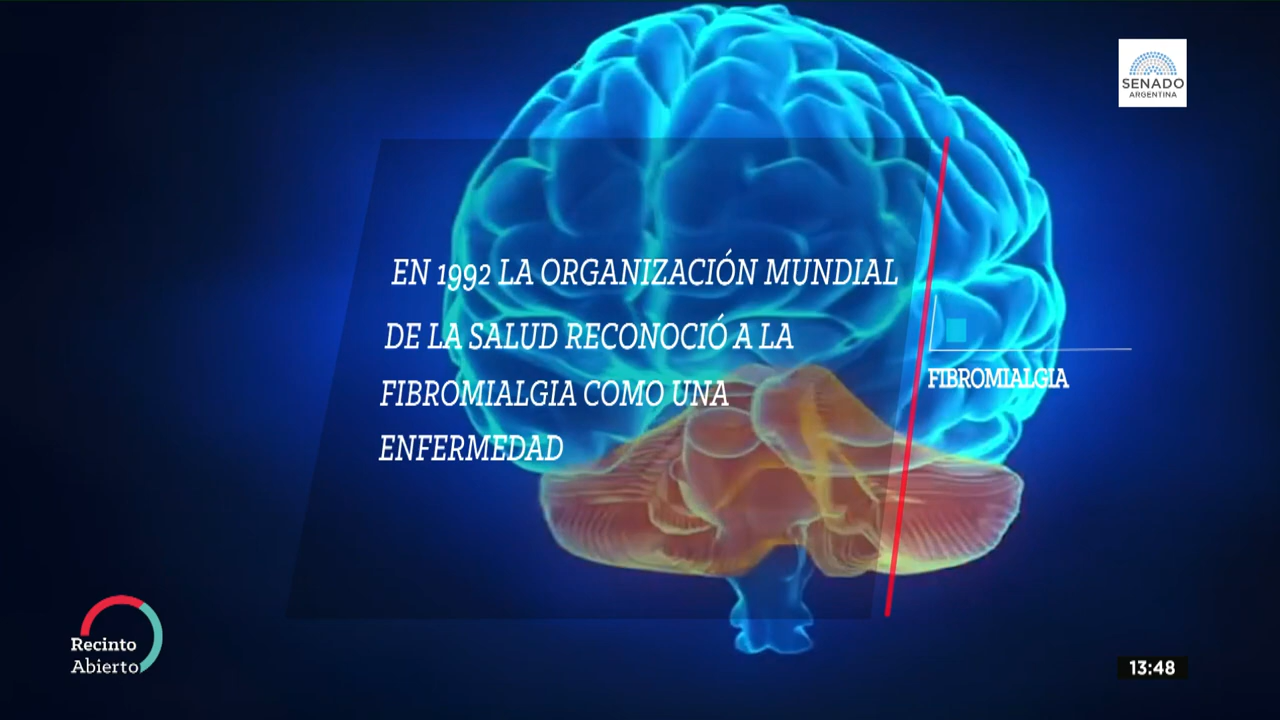 SENADO
ARGENTINA
EN 1992 LA ORGANIZACIÓN MUNDIAL
DE LA SALUD RECONOCIÓ A LA
FIBROMIALGIA COMO UNA
ENFERMEDAD
FIBROMIALGIA
Recinto
Abierto
13:48